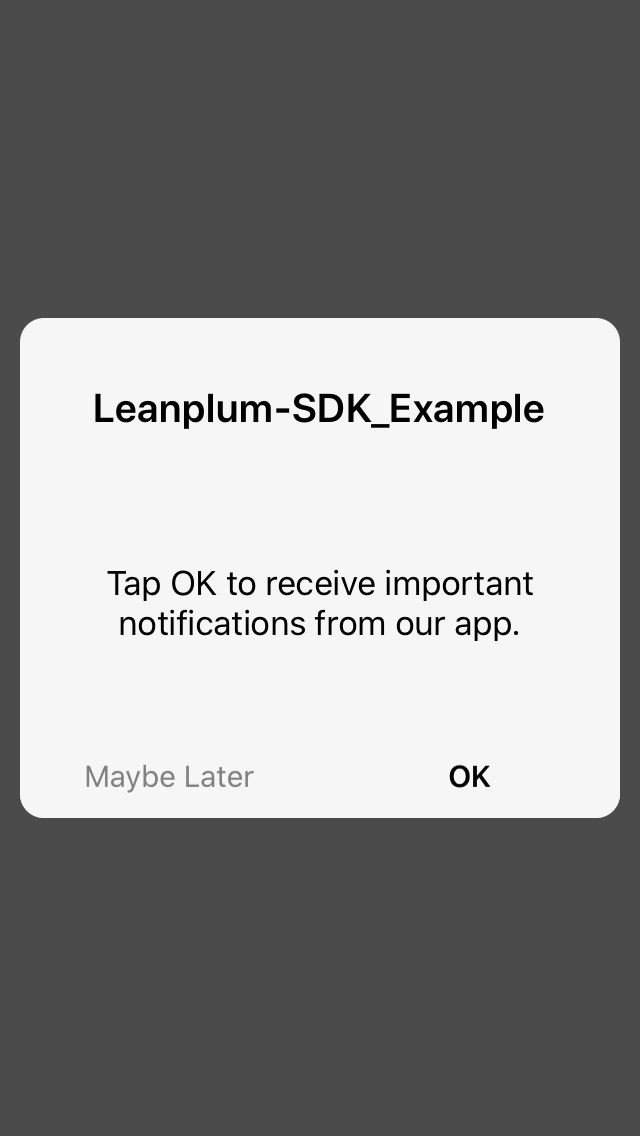 Leanplum-SDK_Example
Tap OK to receive important
notifications from our app.
Maybe Later
OK